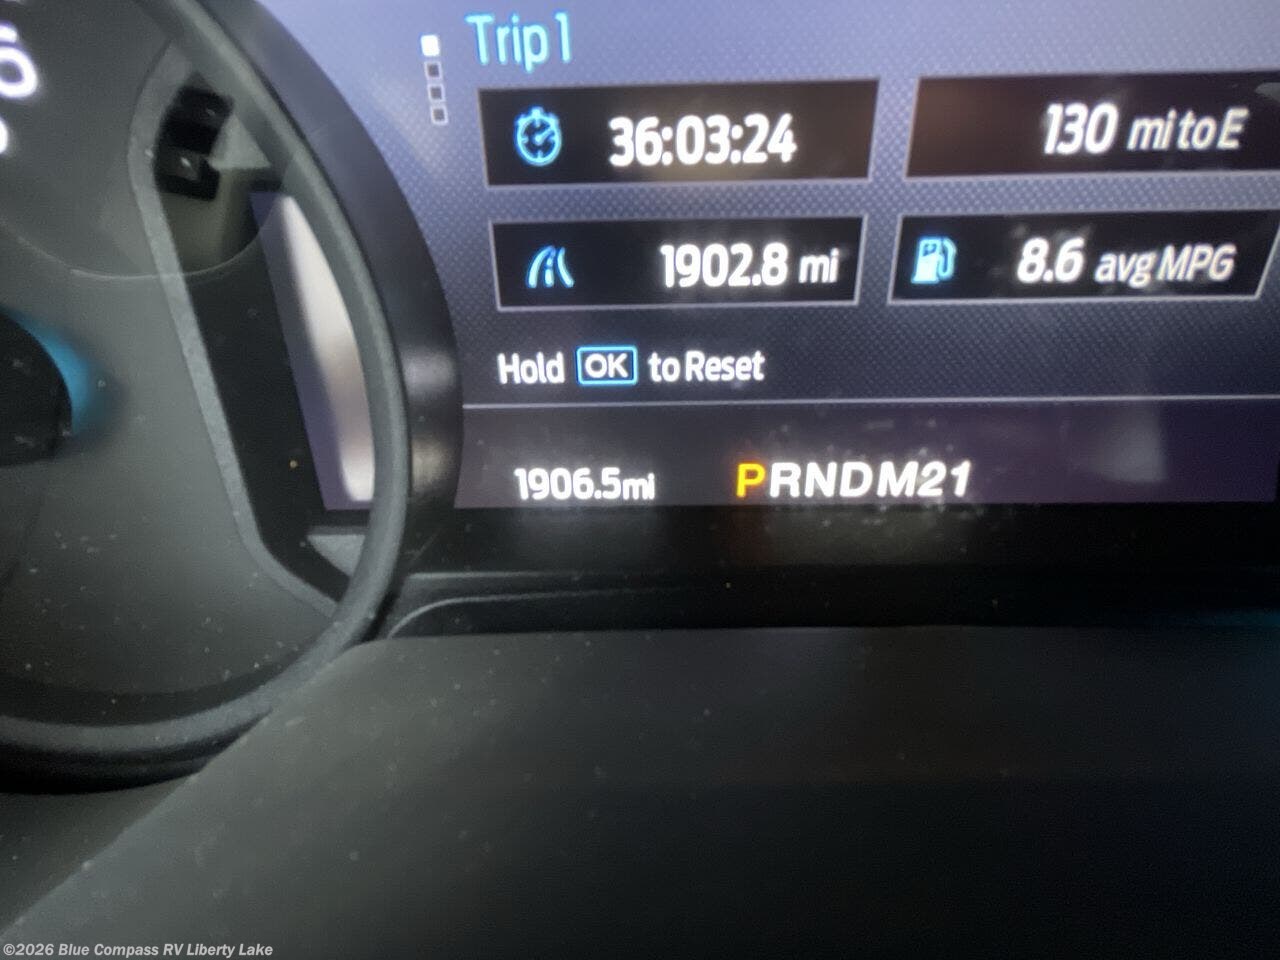 Trip 1
36:03:24
130 mi to E
1902.8 mi
8.6 avg MPG
Hold OK to Reset
1906.5mi
PRNDM21
©2026 Blue Compass RV Liberty Lake